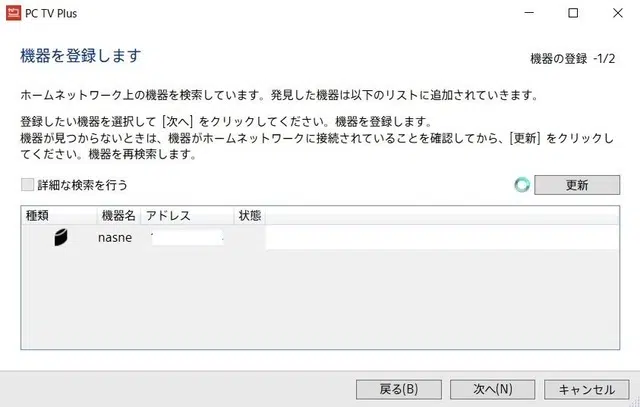 PC TV Plus
機器を登録します
機器の登録 -1/2
ホームネットワーク上の機器を検索しています。発見した機器は以下のリストに追加されていきます。
登録したい機器を選択して [次へ] をクリックしてください。機器を登録します。
機器が見つからないときは、機器がホームネットワークに接続されていることを確認してから、[更新] をクリックし
てください。機器を再検索します。
詳細な検索を行う
更新
種類 機器名 アドレス 状態
nasne
戻る(B) 次へ(N) キャンセル